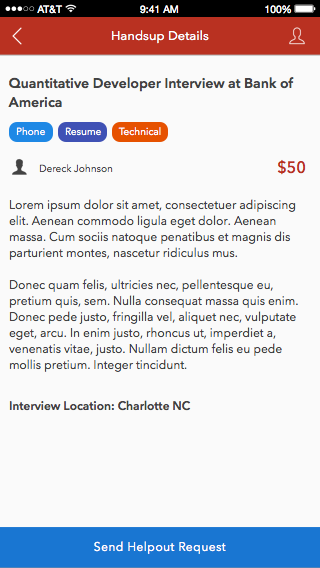 AT&T 9:41 AM 100%
Handsup Details
Quantitative Developer Interview at Bank of
America
Phone Resume Technical
Dereck Johnson $50
Lorem ipsum dolor sit amet, consectetuer adipiscing
elit. Aenean commodo ligula eget dolor. Aenean
massa. Cum sociis natoque penatibus et magnis dis
parturient montes, nascetur ridiculus mus.
Donec quam felis, ultricies nec, pellentesque eu,
pretium quis, sem. Nulla consequat massa quis enim.
Donec pede justo, fringilla vel, aliquet nec, vulputate
eget, arcu. In enim justo, rhoncus ut, imperdiet a,
venenatis vitae, justo. Nullam dictum felis eu pede
mollis pretium. Integer tincidunt.
Interview Location: Charlotte NC
Send Helpout Request